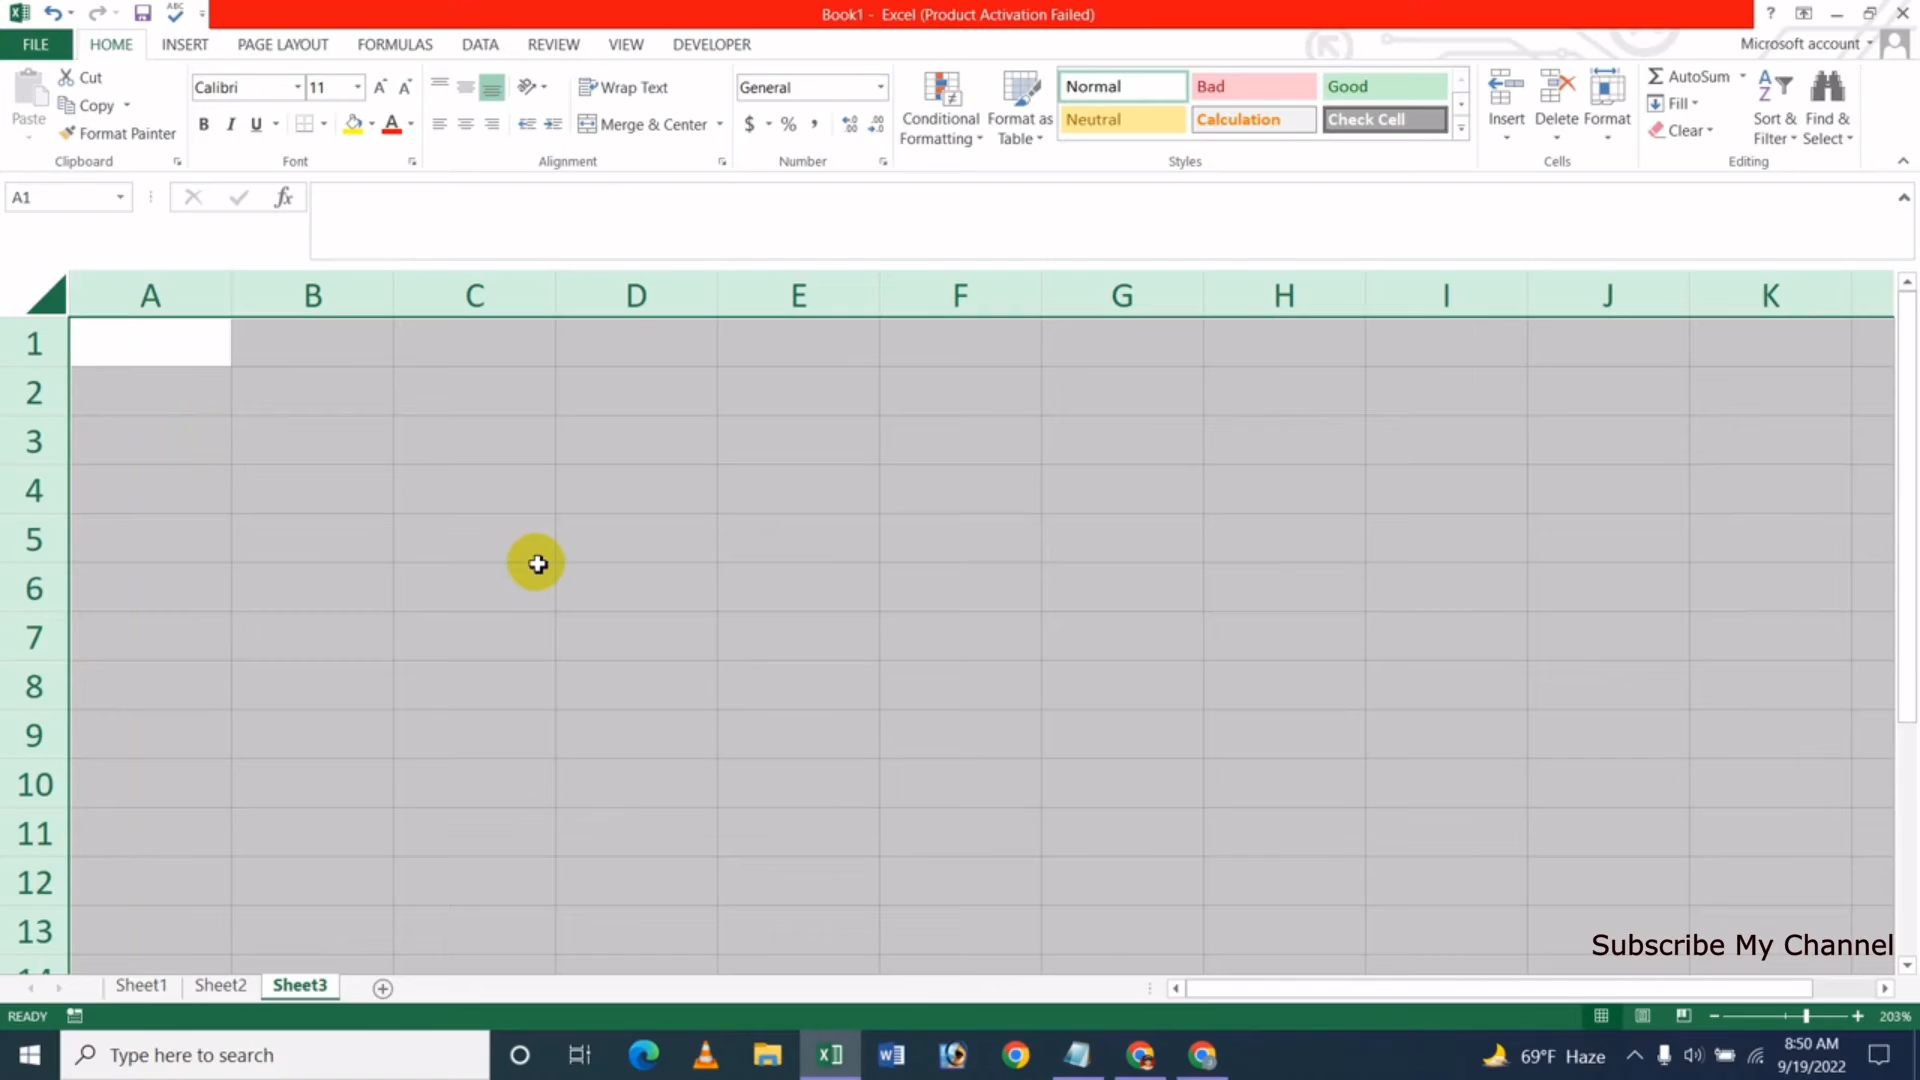 Book1 - Excel (Product Activation Failed)
FILE HOME INSERT PAGE LAYOUT FORMULAS DATA REVIEW VIEW DEVELOPER Microsoft account
Paste
Cut
Copy
Format Painter
Clipboard
Calibri 11
B I U A
Font
Wrap Text
Merge & Center
Alignment
General
$ % ,
Number
Conditional Formatting
Format as Table
Normal Bad Good
Neutral Calculation Check Cell
Styles
Insert Delete Format
Cells
AutoSum
Fill
Clear
Sort & Filter
Find & Select
Editing
A1 fx
A B C D E F G H I J K
1
2
3
4
5
6
7
8
9
10
11
12
13
14
Subscribe My Channel
Sheet1 Sheet2 Sheet3
READY 203%
Type here to search 69°F Haze 8:50 AM
9/19/2022